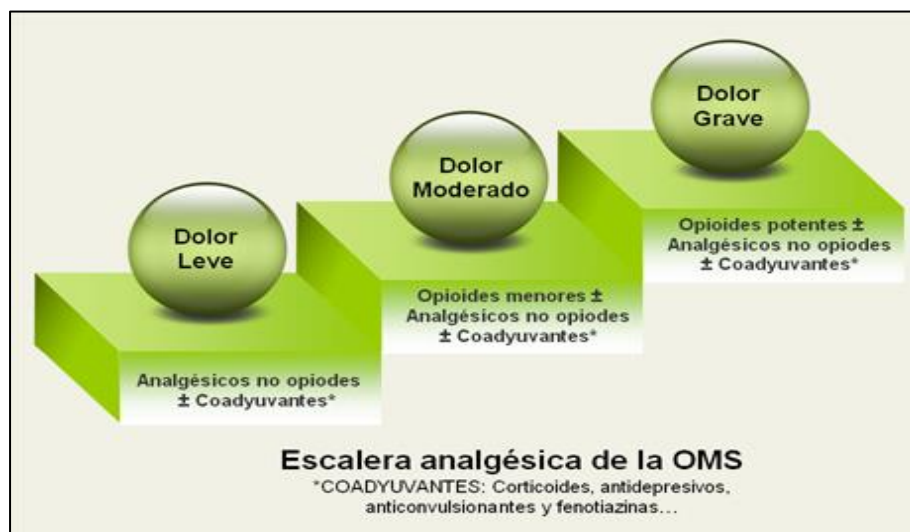 Dolor
Grave
Dolor
Moderado
Dolor
Leve
Opioides potentes ±
Analgésicos no opiodes
± Coadyuvantes*
Opioides menores ±
Analgésicos no opiodes
± Coadyuvantes*
Analgésicos no opiodes
± Coadyuvantes*
Escalera analgésica de la OMS
*COADYUVANTES: Corticoides, antidepresivos,
anticonvulsionantes y fenotiazinas...